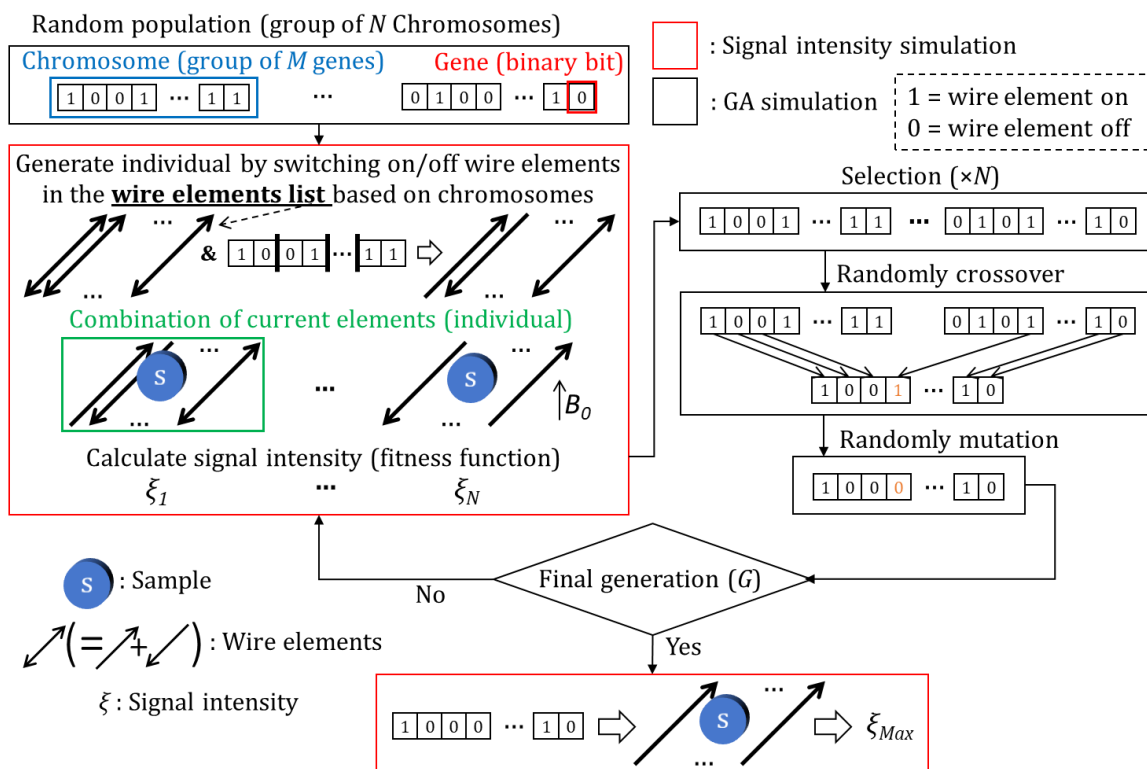 Random population (group of N Chromosomes)
Chromosome (group of M genes) Gene (binary bit)
1 0 0 1 ... 1 1 ... 0 1 0 0 ... 1 0
: Signal intensity simulation
: GA simulation
1 = wire element on
0 = wire element off
Generate individual by switching on/off wire elements
in the wire elements list based on chromosomes
...
...
& 1 0 0 1 ... 1 1
...
...
Combination of current elements (individual)
... S ...
...
... S ...
B0
Calculate signal intensity (fitness function)
ξ1 ... ξN
Selection (×N)
1 0 0 1 ... 1 1 ... 0 1 0 1 ... 1 0
Randomly crossover
1 0 0 1 ... 1 1 0 1 0 1 ... 1 0
1 0 0 1 ... 1 0
Randomly mutation
1 0 0 0 ... 1 0
Final generation (G)
No
Yes
S : Sample
(= + ) : Wire elements
ξ : Signal intensity
1 0 0 0 ... 1 0 ... S ... ξMax